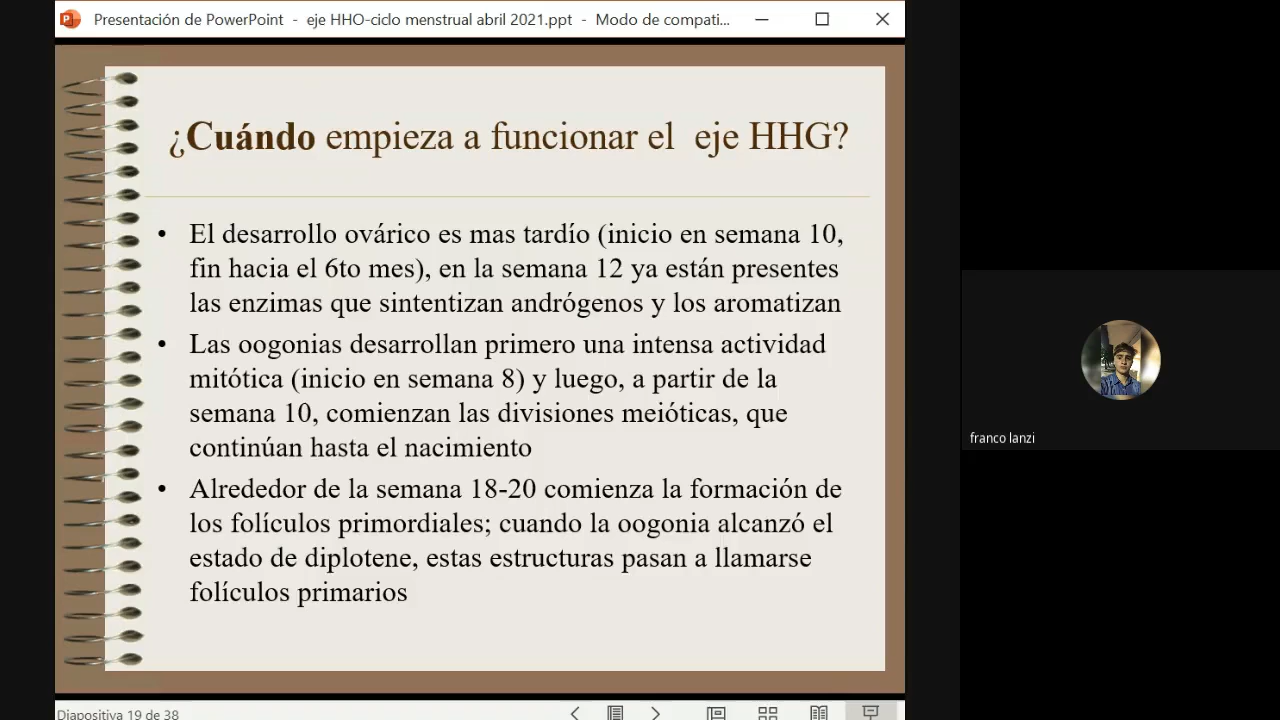 Presentación de PowerPoint - eje HHO-ciclo menstrual abril 2021.ppt - Modo de compati...
¿Cuándo empieza a funcionar el eje HHG?
• El desarrollo ovárico es mas tardío (inicio en semana 10,
fin hacia el 6to mes), en la semana 12 ya están presentes
las enzimas que sintentizan andrógenos y los aromatizan
• Las oogonias desarrollan primero una intensa actividad
mitótica (inicio en semana 8) y luego, a partir de la
semana 10, comienzan las divisiones meióticas, que
continúan hasta el nacimiento
• Alrededor de la semana 18-20 comienza la formación de
los folículos primordiales; cuando la oogonia alcanzó el
estado de diplotene, estas estructuras pasan a llamarse
folículos primarios
franco lanzi
Diapositiva 19 de 38